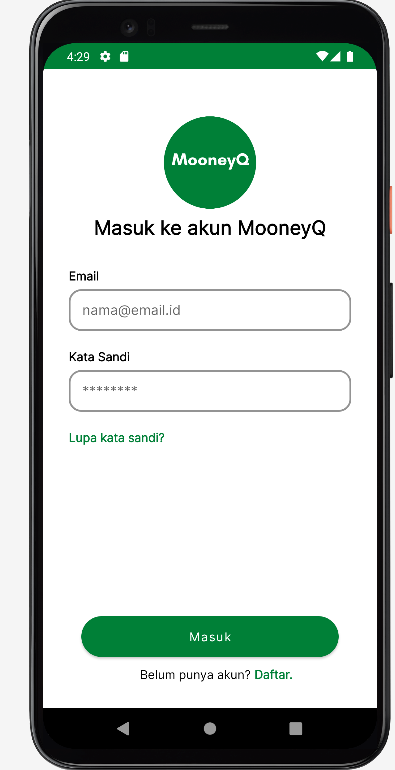 4:29
MooneyQ
Masuk ke akun MooneyQ
Email
nama@email.id
Kata Sandi
********
Lupa kata sandi?
Masuk
Belum punya akun? Daftar.